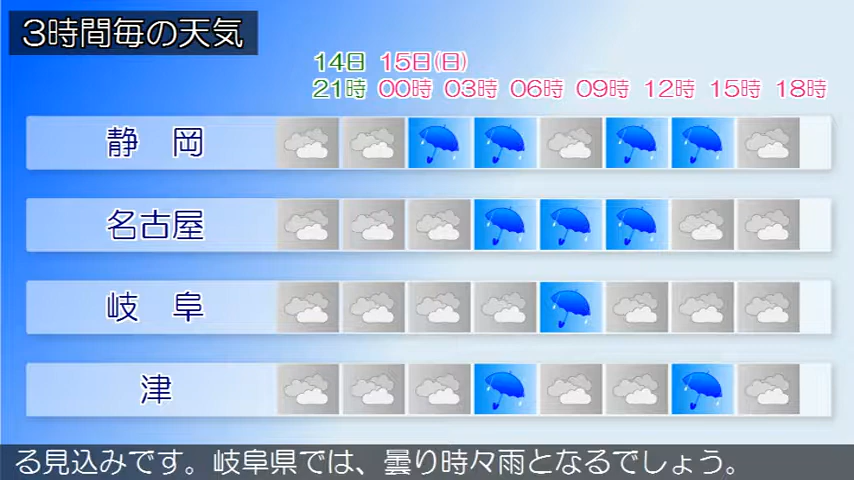 3時間毎の天気
14日 15日(日)
21時 00時 03時 06時 09時 12時 15時 18時
静 岡
名古屋
岐 阜
津
る見込みです。岐阜県では、曇り時々雨となるでしょう。